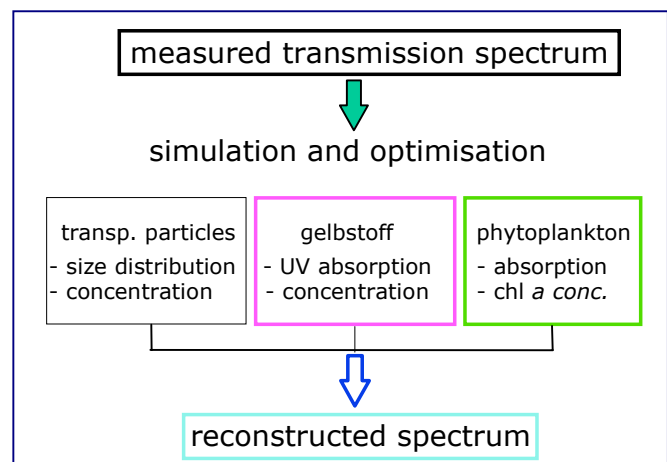 measured transmission spectrum
simulation and optimisation
transp. particles
- size distribution
- concentration
gelbstoff
- UV absorption
- concentration
phytoplankton
- absorption
- chl a conc.
reconstructed spectrum